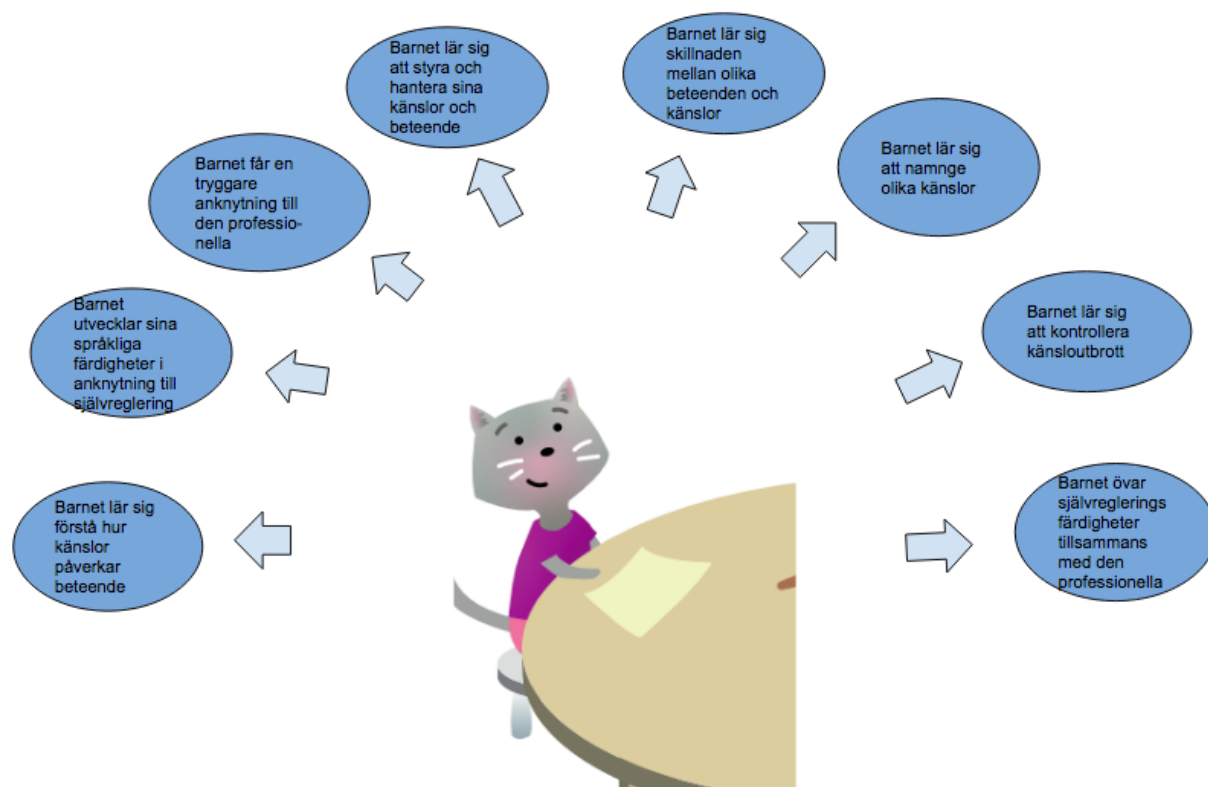 Barnet lär sig
att styra och
hantera sina
känslor och
beteende
Barnet lär sig
skillnaden
mellan olika
beteenden och
känslor
Barnet får en
tryggare
anknytning till
den professio-
nella
Barnet lär sig
att namnge
olika känslor
Barnet
utvecklar sina
språkliga
färdigheter i
anknytning till
självreglering
Barnet lär sig
att kontrollera
känsloutbrott
Barnet lär sig
förstå hur
känslor
påverkar
beteende
Barnet övar
självreglerings
färdigheter
tillsammans
med den
professionella